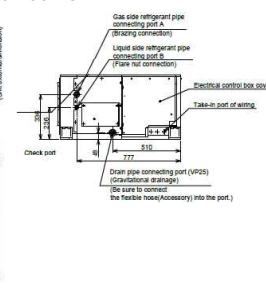 Gas side refrigerant pipe
connecting port A
(Brazing connection)
Liquid side refrigerant pipe
connecting port B
(Flare nut connection)
Electrical control box cov
Take-in port of wiring
236
Check port
510
777
Drain pipe connecting port (VP25)
(Gravitational drainage)
(Be sure to connect
the flexible hose(Accessory) into the port.)